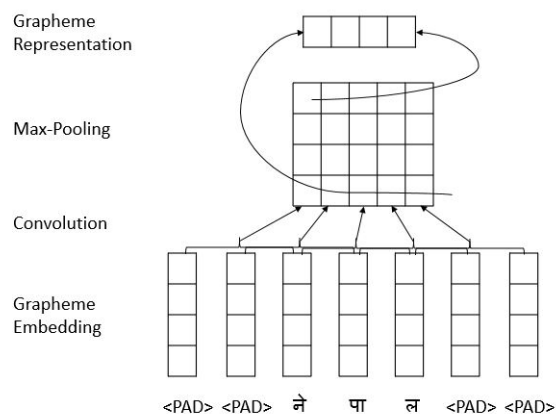 Grapheme
Representation
Max-Pooling
Convolution
Grapheme
Embedding
<PAD> <PAD> ने पा ल <PAD> <PAD>